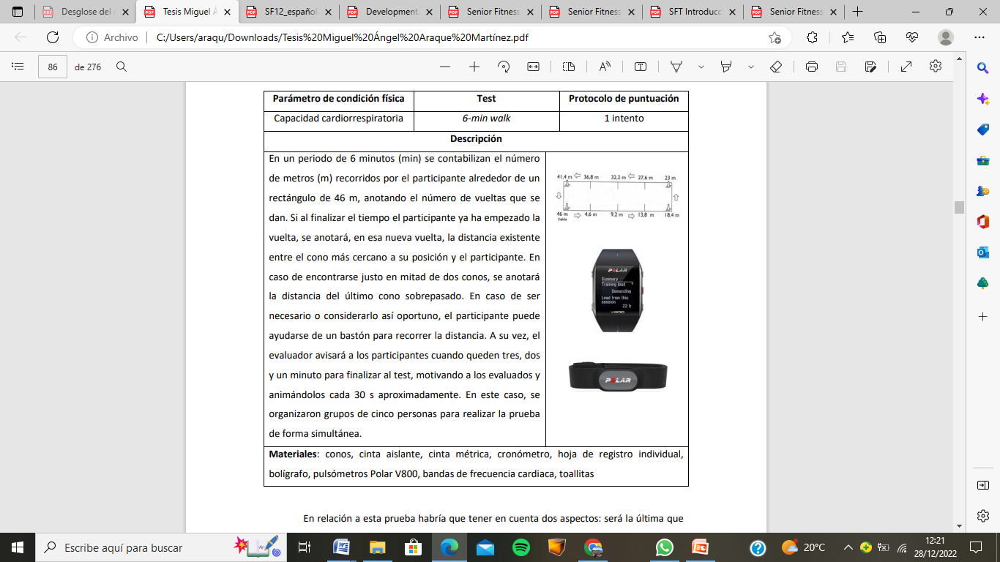 Desglose del
Tesis Miguel Á
SF12_español
Development
Senior Fitness
Senior Fitness
SFT Introducc
Senior Fitness
Archivo
C:/Users/araqu/Downloads/Tesis%20Miguel%20Ángel%20Araque%20Martínez.pdf
86 de 276
Parámetro de condición física Test Protocolo de puntuación
Capacidad cardiorrespiratoria 6-min walk 1 intento
Descripción
En un periodo de 6 minutos (min) se contabilizan el número
de metros (m) recorridos por el participante alrededor de un
rectángulo de 46 m, anotando el número de vueltas que se
dan. Si al finalizar el tiempo el participante ya ha empezado la
vuelta, se anotará, en esa nueva vuelta, la distancia existente
entre el cono más cercano a su posición y el participante. En
caso de encontrarse justo en mitad de dos conos, se anotará
la distancia del último cono sobrepasado. En caso de ser
necesario o considerarlo así oportuno, el participante puede
ayudarse de un bastón para recorrer la distancia. A su vez, el
evaluador avisará a los participantes cuando queden tres, dos
y un minuto para finalizar al test, motivando a los evaluados y
animándolos cada 30 s aproximadamente. En este caso, se
organizaron grupos de cinco personas para realizar la prueba
de forma simultánea.
41,4 m 36,8 m 32,2 m 27,6 m 23 m
46 m 4,6 m 9,2 m 13,8 m 18,4 m
Salida
POLAR
Summary
Training load
Demanding
Load from this
session
22 h
V800
POLAR
Materiales: conos, cinta aislante, cinta métrica, cronómetro, hoja de registro individual,
bolígrafo, pulsómetros Polar V800, bandas de frecuencia cardiaca, toallitas
En relación a esta prueba habría que tener en cuenta dos aspectos: será la última que
Escribe aquí para buscar
20°C
12:21
28/12/2022